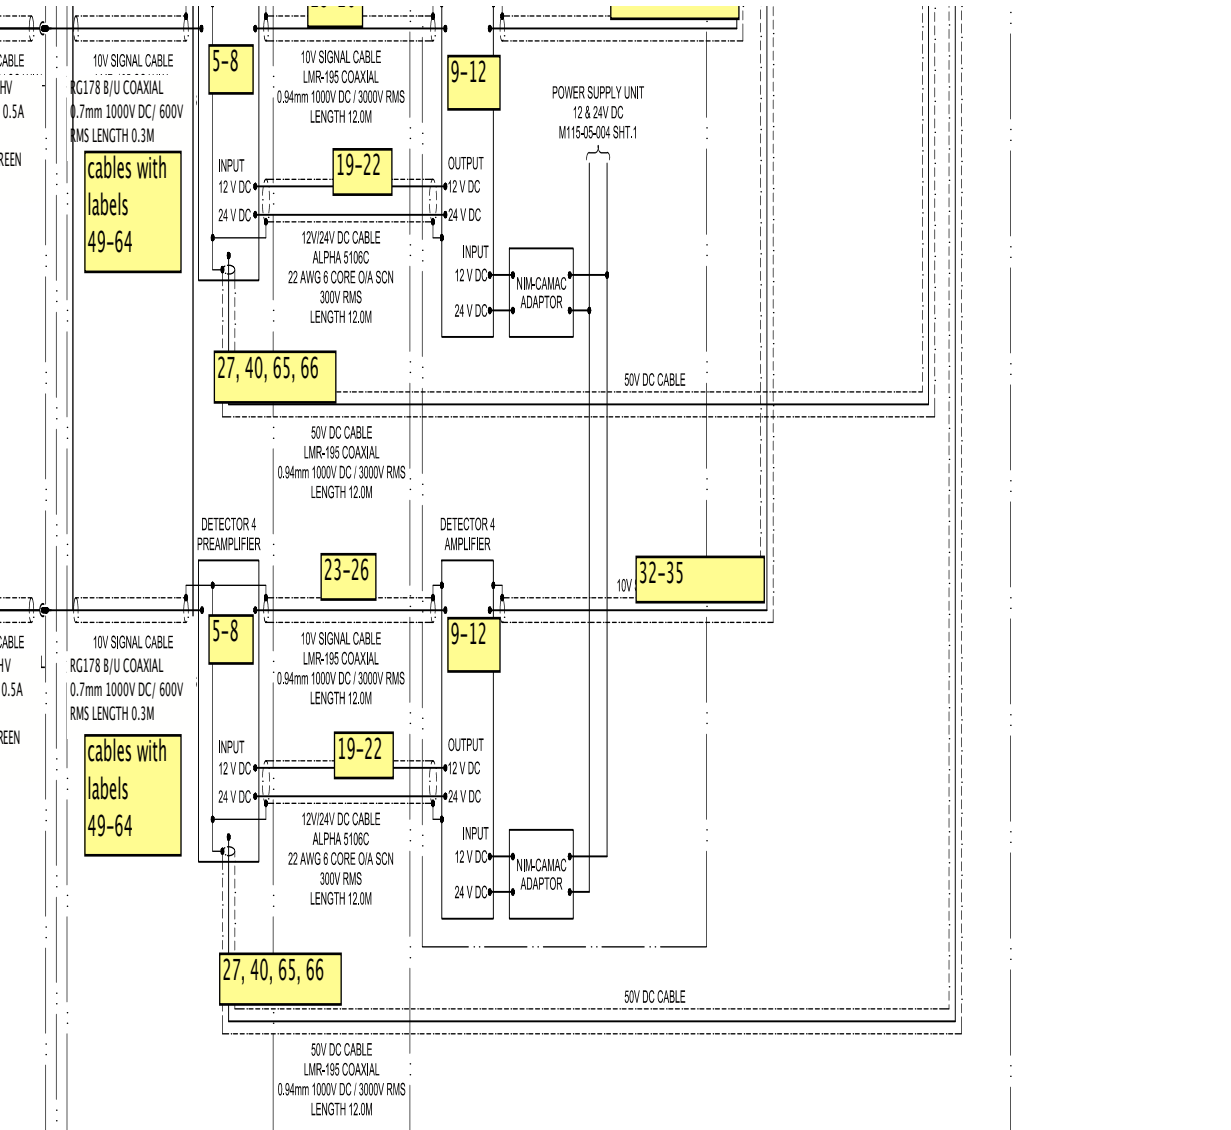 CABLE
10V SIGNAL CABLE
HV
0.5A
REEN
RG178 B/U COAXIAL
0.7mm 1000V DC/ 600V
RMS LENGTH 0.3M
cables with
labels
49-64
5-8
10V SIGNAL CABLE
LMR-195 COAXIAL
0.94mm 1000V DC / 3000V RMS
LENGTH 12.0M
9-12
POWER SUPPLY UNIT
12 & 24V DC
M115-05-004 SHT.1
INPUT
12 V DC
24 V DC
19-22
OUTPUT
12 V DC
24 V DC
12V/24V DC CABLE
ALPHA 5106C
22 AWG 6 CORE O/A SCN
300V RMS
LENGTH 12.0M
INPUT
12 V DC
24 V DC
NIM-CAMAC
ADAPTOR
27, 40, 65, 66
50V DC CABLE
50V DC CABLE
LMR-195 COAXIAL
0.94mm 1000V DC / 3000V RMS
LENGTH 12.0M
DETECTOR 4
PREAMPLIFIER
DETECTOR 4
AMPLIFIER
23-26
10V
32-35
CABLE
10V SIGNAL CABLE
HV
0.5A
REEN
RG178 B/U COAXIAL
0.7mm 1000V DC/ 600V
RMS LENGTH 0.3M
cables with
labels
49-64
5-8
10V SIGNAL CABLE
LMR-195 COAXIAL
0.94mm 1000V DC / 3000V RMS
LENGTH 12.0M
9-12
INPUT
12 V DC
24 V DC
19-22
OUTPUT
12 V DC
24 V DC
12V/24V DC CABLE
ALPHA 5106C
22 AWG 6 CORE O/A SCN
300V RMS
LENGTH 12.0M
INPUT
12 V DC
24 V DC
NIM-CAMAC
ADAPTOR
27, 40, 65, 66
50V DC CABLE
50V DC CABLE
LMR-195 COAXIAL
0.94mm 1000V DC / 3000V RMS
LENGTH 12.0M